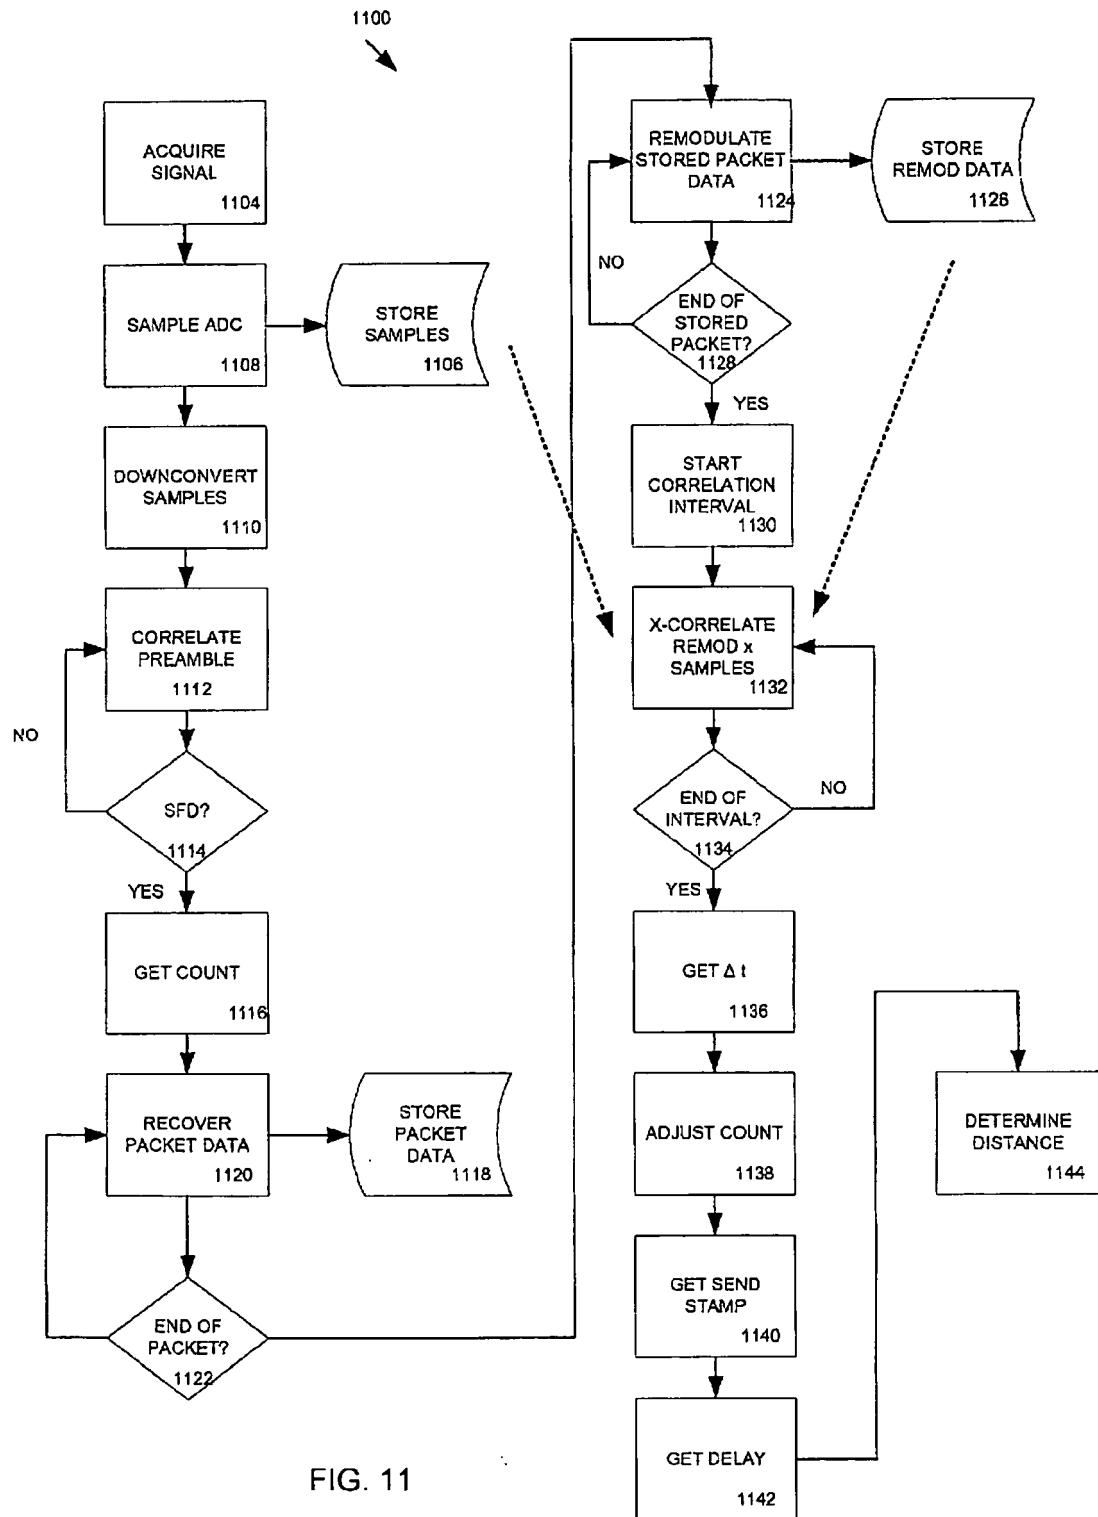 1100
ACQUIRE
SIGNAL
1104
SAMPLE ADC
1108
STORE
SAMPLES
1106
DOWNCONVERT
SAMPLES
1110
CORRELATE
PREAMBLE
1112
NO
SFD?
1114
YES
GET COUNT
1116
RECOVER
PACKET DATA
1120
STORE
PACKET
DATA
1118
END OF
PACKET?
1122
REMODULATE
STORED PACKET
DATA
1124
STORE
REMOD DATA
1126
NO
END OF
STORED
PACKET?
1128
YES
START
CORRELATION
INTERVAL
1130
X-CORRELATE
REMOD x
SAMPLES
1132
END OF
INTERVAL?
1134
NO
YES
GET Δ t
1136
ADJUST COUNT
1138
GET SEND
STAMP
1140
GET DELAY
1142
DETERMINE
DISTANCE
1144
FIG. 11